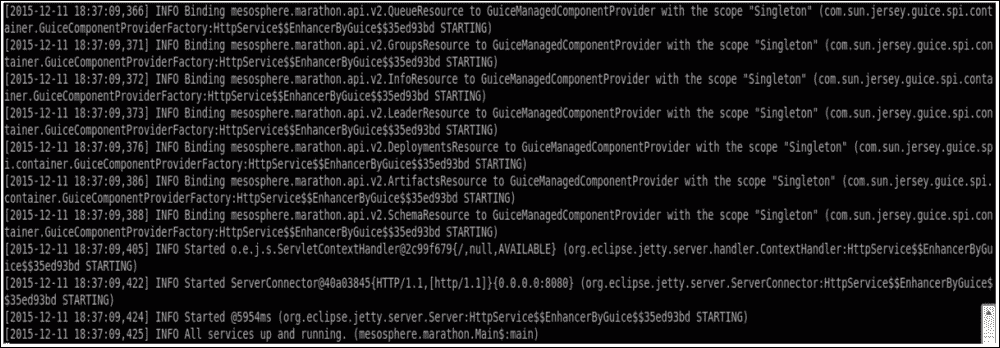 [2015-12-11 18:37:09,366] INFO Binding mesosphere.marathon.api.v2.QueueResource to GuiceManagedComponentProvider with the scope "Singleton" (com.sun.jersey.guice.spi.cont
ainer.GuiceComponentProviderFactory:HttpService$$EnhancerByGuice$$35ed93bd STARTING)
[2015-12-11 18:37:09,371] INFO Binding mesosphere.marathon.api.v2.GroupsResource to GuiceManagedComponentProvider with the scope "Singleton" (com.sun.jersey.guice.spi.con
tainer.GuiceComponentProviderFactory:HttpService$$EnhancerByGuice$$35ed93bd STARTING)
[2015-12-11 18:37:09,372] INFO Binding mesosphere.marathon.api.v2.InfoResource to GuiceManagedComponentProvider with the scope "Singleton" (com.sun.jersey.guice.spi.conta
iner.GuiceComponentProviderFactory:HttpService$$EnhancerByGuice$$35ed93bd STARTING)
[2015-12-11 18:37:09,373] INFO Binding mesosphere.marathon.api.v2.LeaderResource to GuiceManagedComponentProvider with the scope "Singleton" (com.sun.jersey.guice.spi.con
tainer.GuiceComponentProviderFactory:HttpService$$EnhancerByGuice$$35ed93bd STARTING)
[2015-12-11 18:37:09,376] INFO Binding mesosphere.marathon.api.v2.DeploymentsResource to GuiceManagedComponentProvider with the scope "Singleton" (com.sun.jersey.guice.sp
i.container.GuiceComponentProviderFactory:HttpService$$EnhancerByGuice$$35ed93bd STARTING)
[2015-12-11 18:37:09,386] INFO Binding mesosphere.marathon.api.v2.ArtifactsResource to GuiceManagedComponentProvider with the scope "Singleton" (com.sun.jersey.guice.spi.
container.GuiceComponentProviderFactory:HttpService$$EnhancerByGuice$$35ed93bd STARTING)
[2015-12-11 18:37:09,388] INFO Binding mesosphere.marathon.api.v2.SchemaResource to GuiceManagedComponentProvider with the scope "Singleton" (com.sun.jersey.guice.spi.con
tainer.GuiceComponentProviderFactory:HttpService$$EnhancerByGuice$$35ed93bd STARTING)
[2015-12-11 18:37:09,405] INFO Started o.e.j.s.ServletContextHandler@2c99f679{/,null,AVAILABLE} (org.eclipse.jetty.server.handler.ContextHandler:HttpService$$EnhancerByGu
ice$$35ed93bd STARTING)
[2015-12-11 18:37:09,422] INFO Started ServerConnector@40a03845{HTTP/1.1,[http/1.1]}{0.0.0.0:8080} (org.eclipse.jetty.server.ServerConnector:HttpService$$EnhancerByGuice$
$35ed93bd STARTING)
[2015-12-11 18:37:09,424] INFO Started @5954ms (org.eclipse.jetty.server.Server:HttpService$$EnhancerByGuice$$35ed93bd STARTING)
[2015-12-11 18:37:09,425] INFO All services up and running. (mesosphere.marathon.Main$:main)